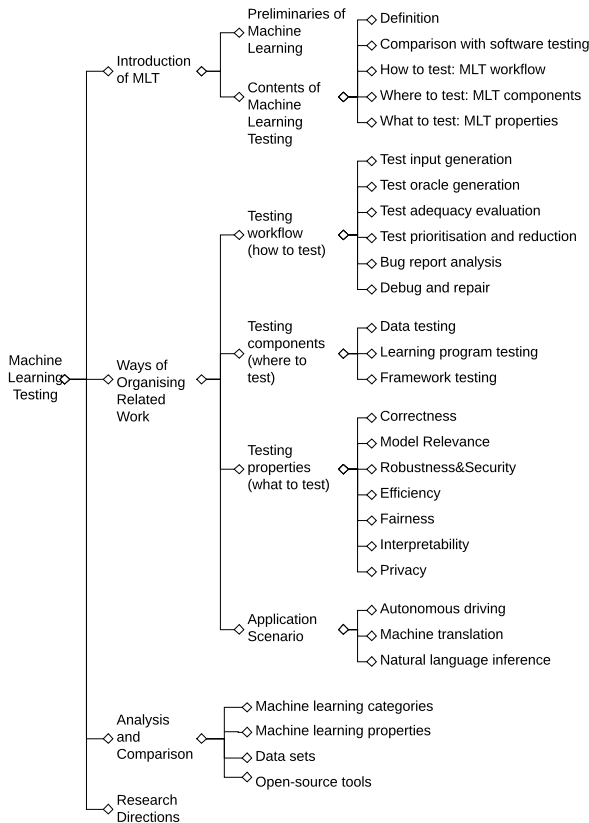 Machine
Learning
Testing
Introduction
of MLT
Preliminaries of
Machine
Learning
Contents of
Machine
Learning
Testing
Definition
Comparison with software testing
How to test: MLT workflow
Where to test: MLT components
What to test: MLT properties
Ways of
Organising
Related
Work
Testing
workflow
(how to test)
Test input generation
Test oracle generation
Test adequacy evaluation
Test prioritisation and reduction
Bug report analysis
Debug and repair
Testing
components
(where to
test)
Data testing
Learning program testing
Framework testing
Testing
properties
(what to test)
Correctness
Model Relevance
Robustness&Security
Efficiency
Fairness
Interpretability
Privacy
Application
Scenario
Autonomous driving
Machine translation
Natural language inference
Analysis
and
Comparison
Machine learning categories
Machine learning properties
Data sets
Open-source tools
Research
Directions